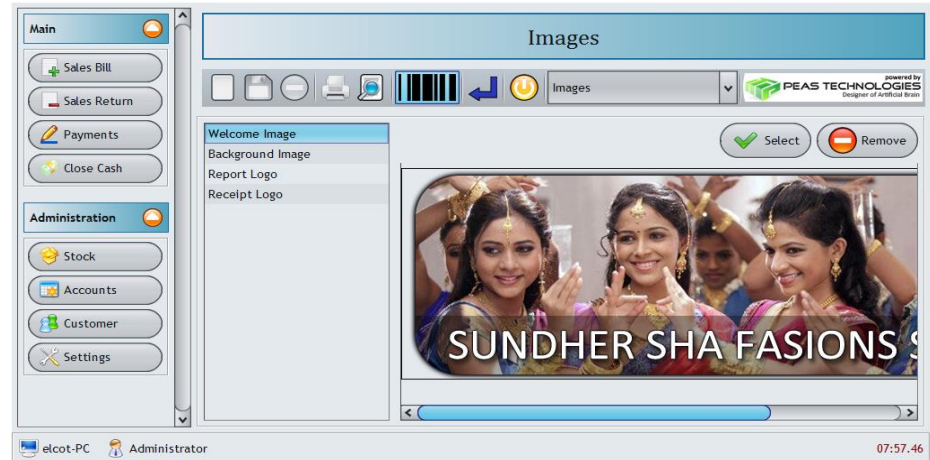 Main
Sales Bill
Sales Return
Payments
Close Cash
Administration
Stock
Accounts
Customer
Settings
Images
Images
powered by
PEAS TECHNOLOGIES
Designer of Artificial Brain
Welcome Image
Background Image
Report Logo
Receipt Logo
Select
Remove
SUNDHER SHA FASIONS S
elcot-PC
Administrator
07:57.46